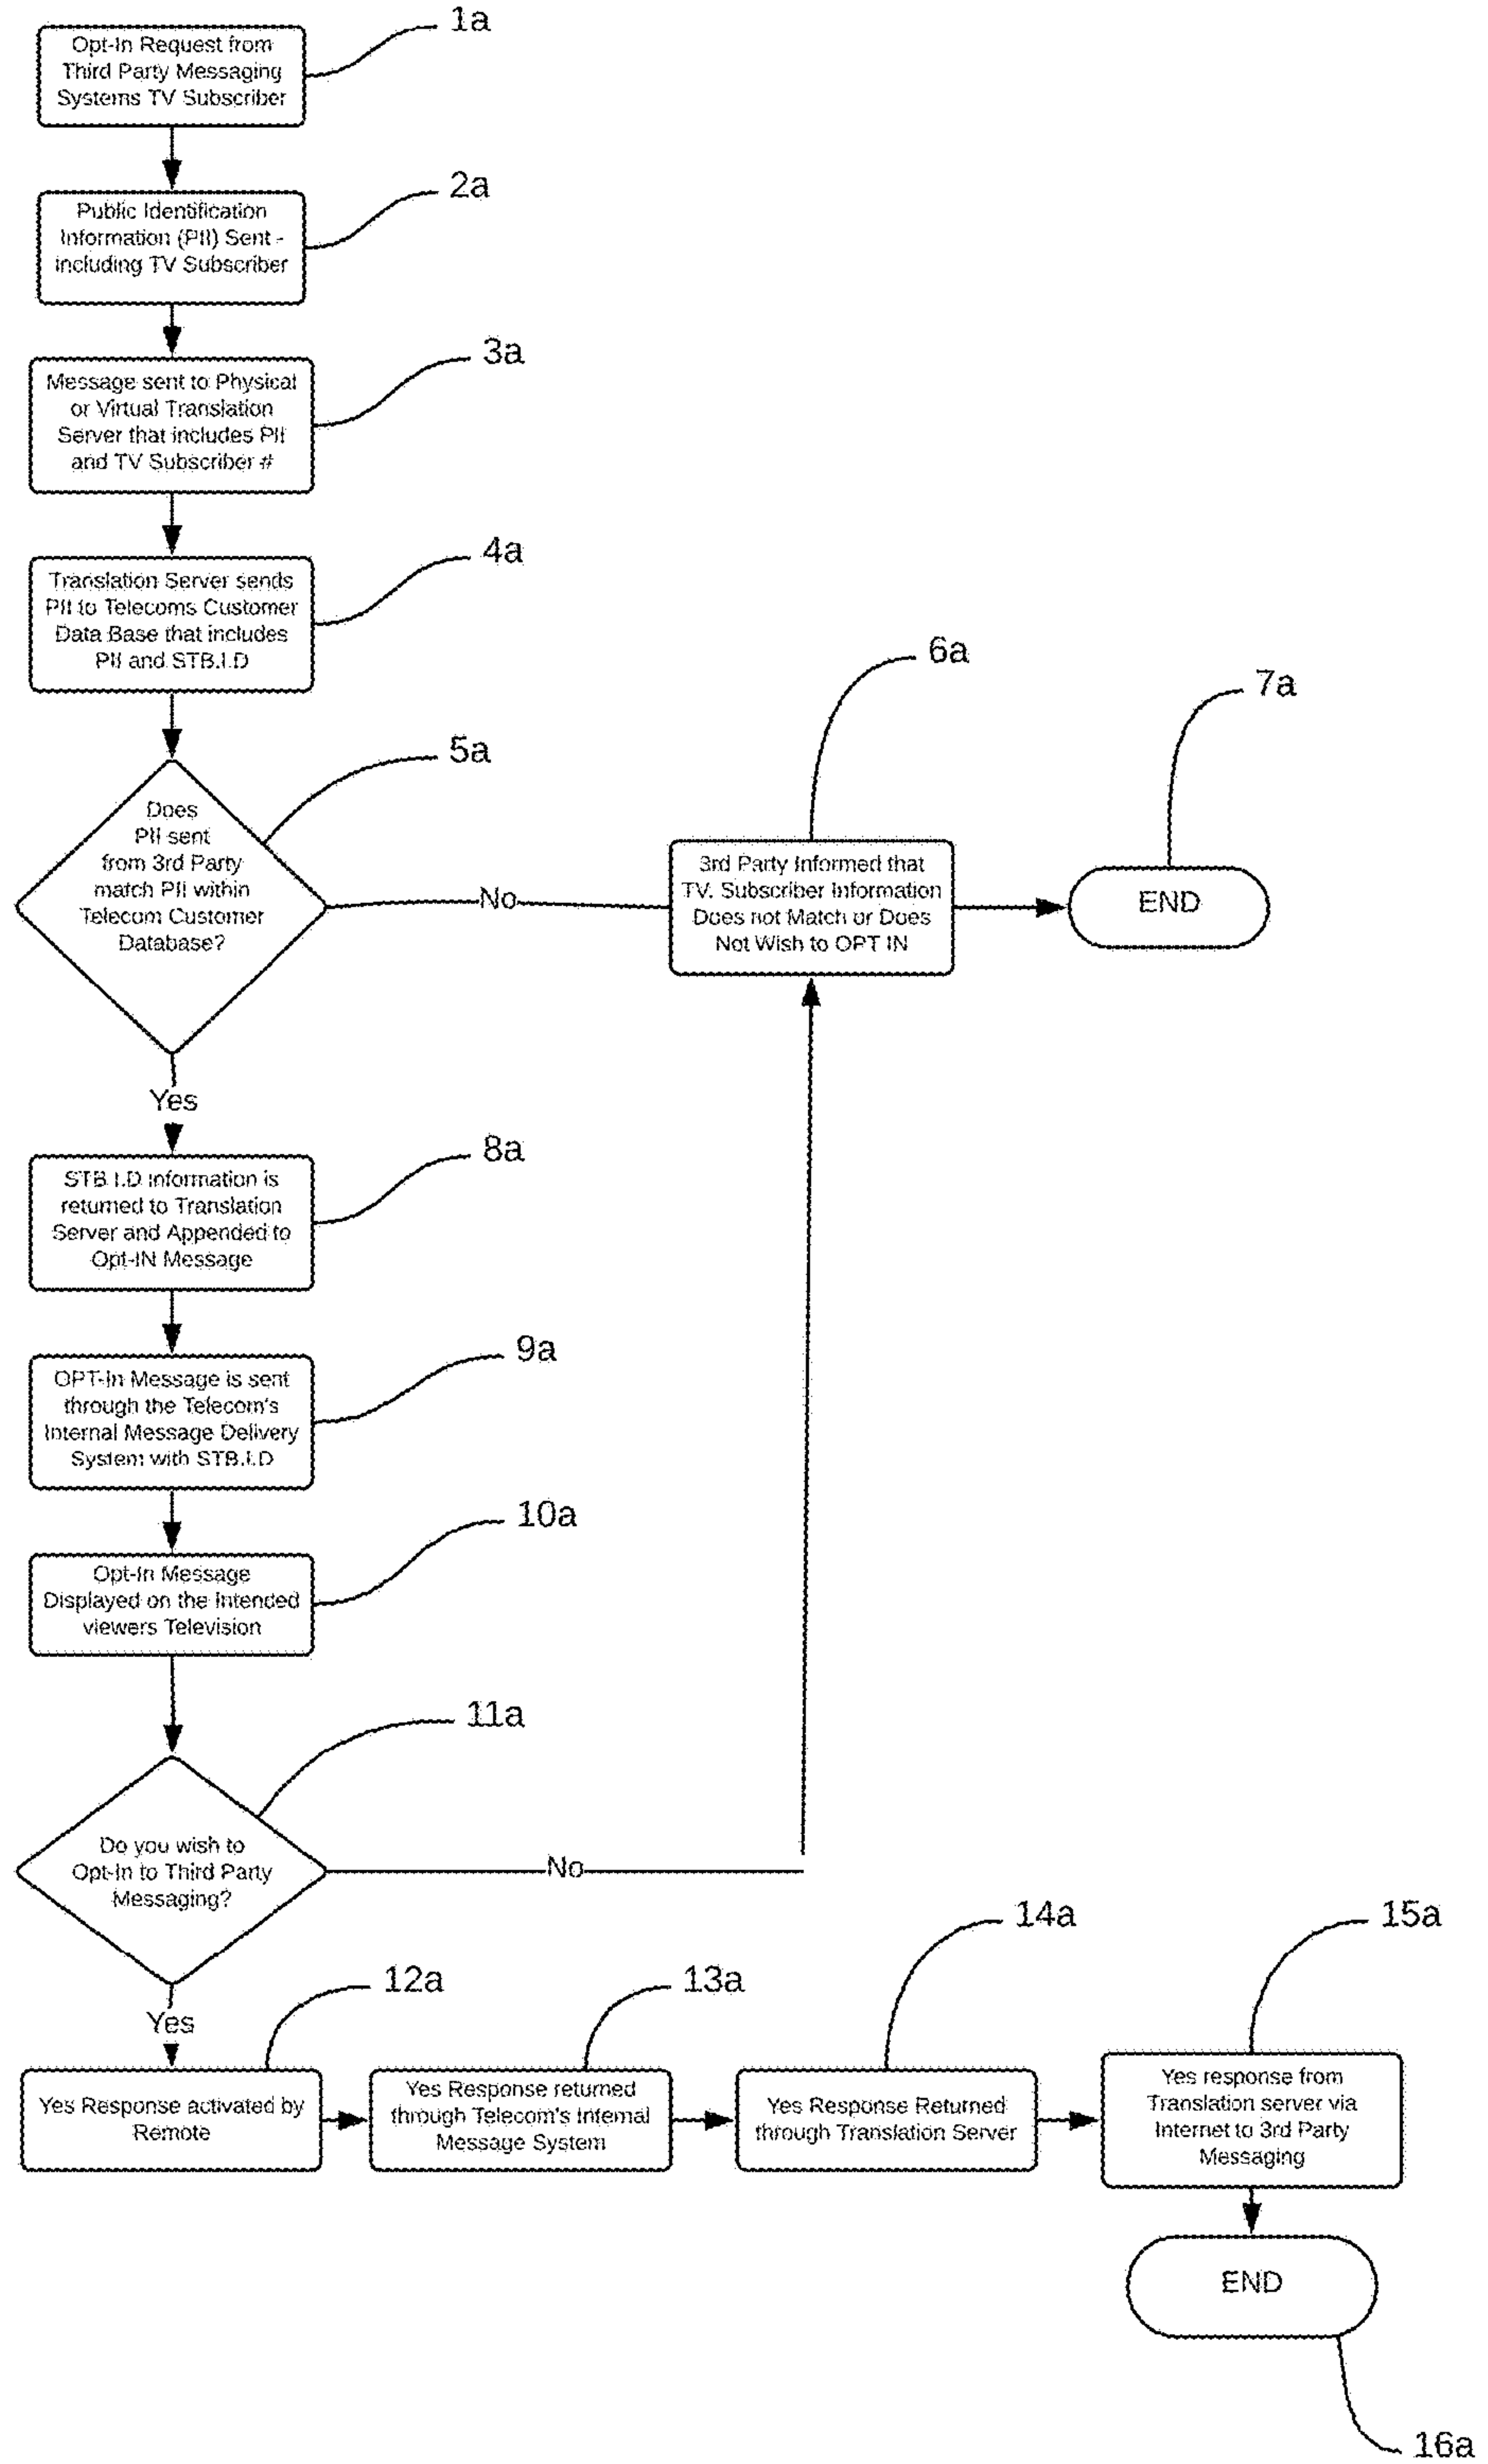 1a
Opt-In Request from
Third Party Messaging
Systems TV Subscriber
2a
Public Identification
Information (PII) Sent -
including TV Subscriber
3a
Message sent to Physical
or Virtual Translation
Server that includes PII
and TV Subscriber #
4a
Translation Server sends
PII to Telecoms Customer
Data Base that includes
PII and STB.I.D
5a
Does
PII sent
from 3rd Party
match PII within
Telecom Customer
Database?
No
6a
3rd Party Informed that
TV. Subscriber Information
Does not Match or Does
Not Wish to OPT IN
7a
END
Yes
8a
STB I.D information is
returned to Translation
Server and Appended to
Opt-IN Message
9a
OPT-In Message is sent
through the Telecom's
Internal Message Delivery
System with STB.I.D
10a
Opt-In Message
Displayed on the Intended
viewers Television
11a
Do you wish to
Opt-In to Third Party
Messaging?
No
Yes
12a
Yes Response activated by
Remote
13a
Yes Response returned
through Telecom's Internal
Message System
14a
Yes Response Returned
through Translation Server
15a
Yes response from
Translation server via
Internet to 3rd Party
Messaging
END
16a